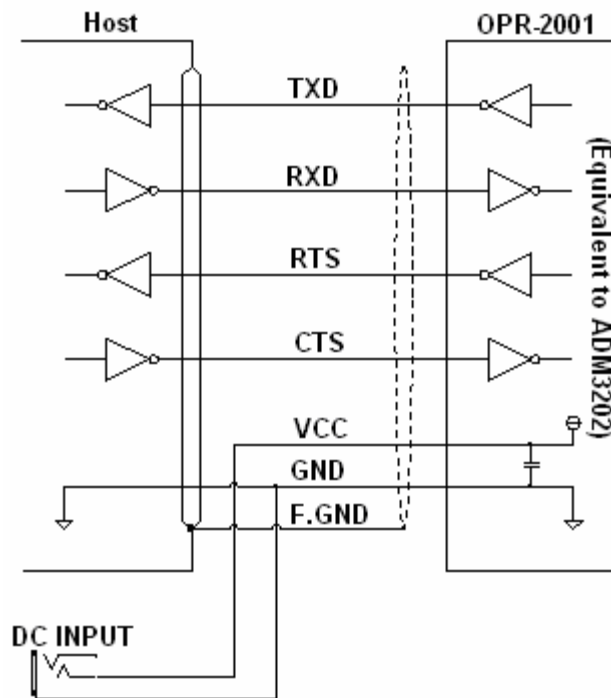 Host
OPR-2001
TXD
RXD
RTS
CTS
VCC
GND
F.GND
(Equivalent to ADM3202)
DC INPUT